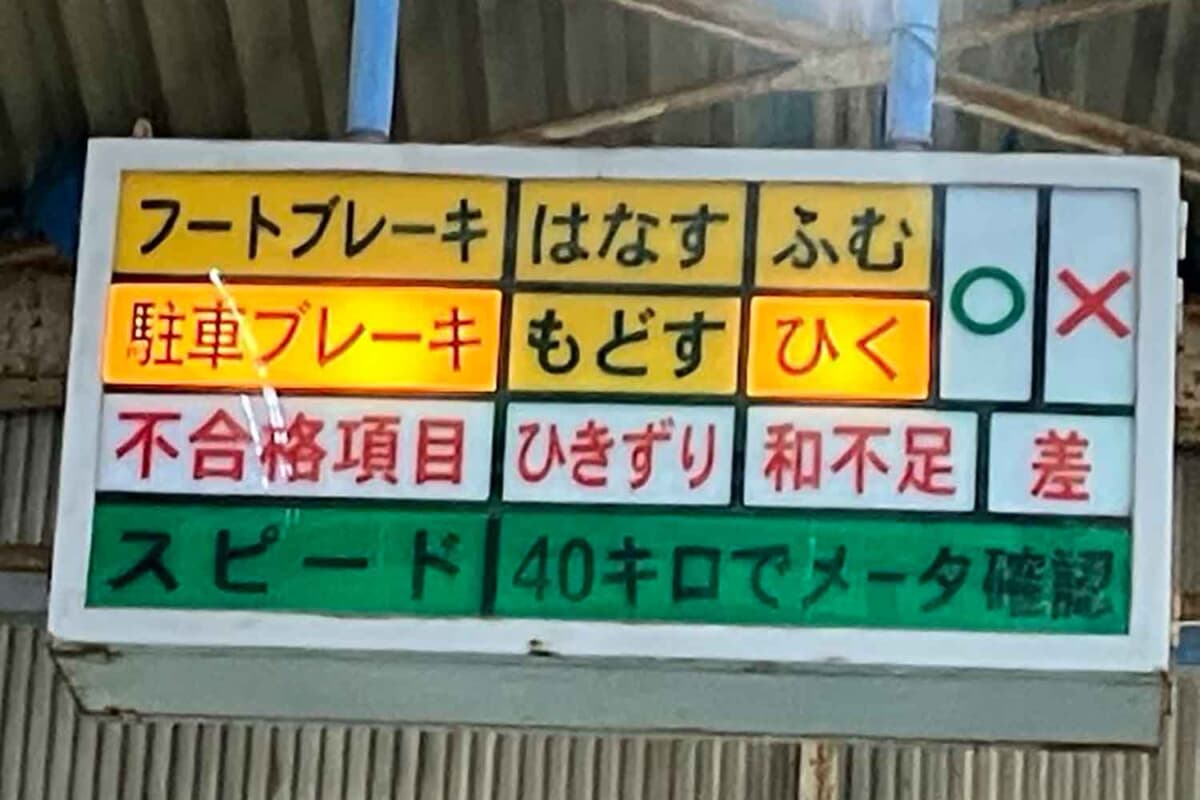 フートブレーキ はなす ふむ ○ ×
駐車ブレーキ もどす ひく
不合格項目 ひきずり 和不足 差
スピード 40キロでメータ確認